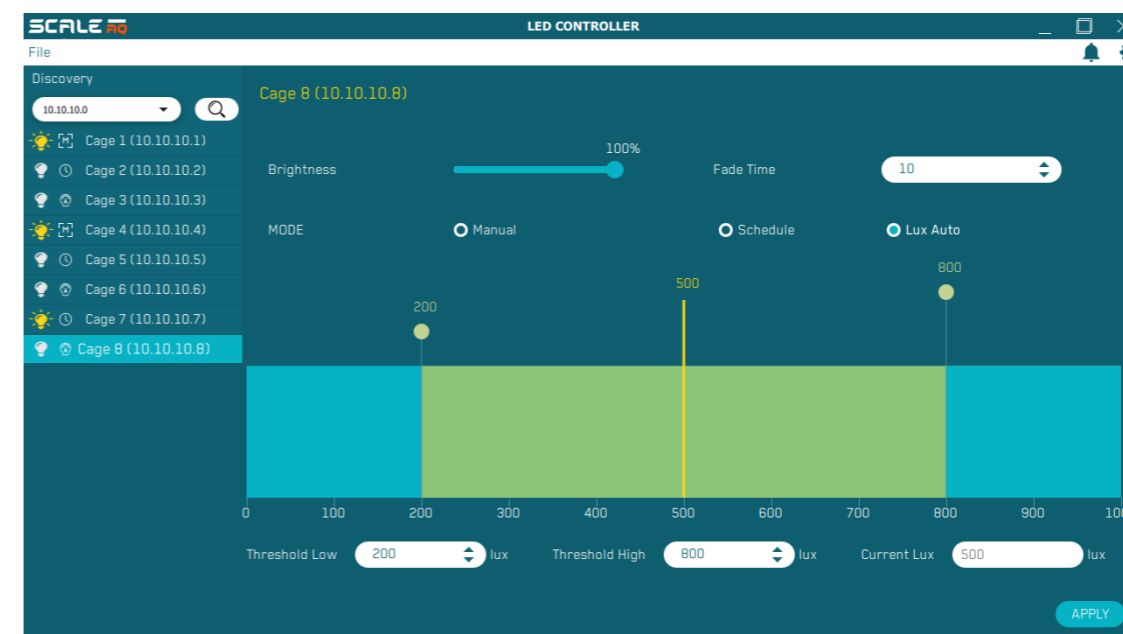 SCALE AQ
LED CONTROLLER
File
Discovery
10.10.10.0
Cage 1 (10.10.10.1)
Cage 2 (10.10.10.2)
Cage 3 (10.10.10.3)
Cage 4 (10.10.10.4)
Cage 5 (10.10.10.5)
Cage 6 (10.10.10.6)
Cage 7 (10.10.10.7)
Cage 8 (10.10.10.8)
Cage 8 (10.10.10.8)
100%
Brightness
Fade Time 10
MODE Manual Schedule Lux Auto
800
500
200
0 100 200 300 400 500 600 700 800 900
Threshold Low 200 lux Threshold High 800 lux Current Lux 500 lux
APPLY